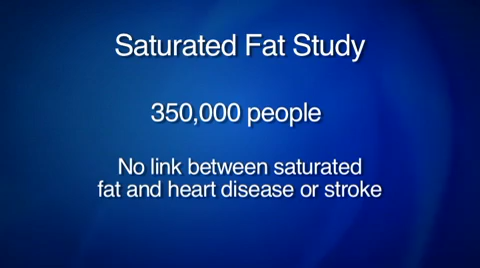 Saturated Fat Study
350,000 people
No link between saturated
fat and heart disease or stroke